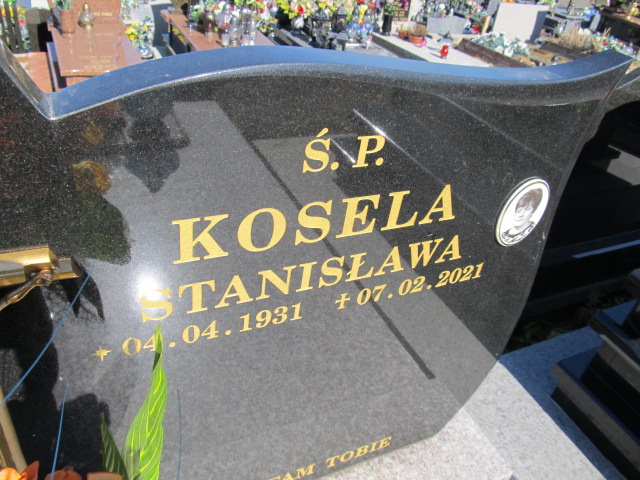 Ś. P.
KOSELA
STANISŁAWA
✶ 04.04.1931 ✝ 07.02.2021
TOBIE